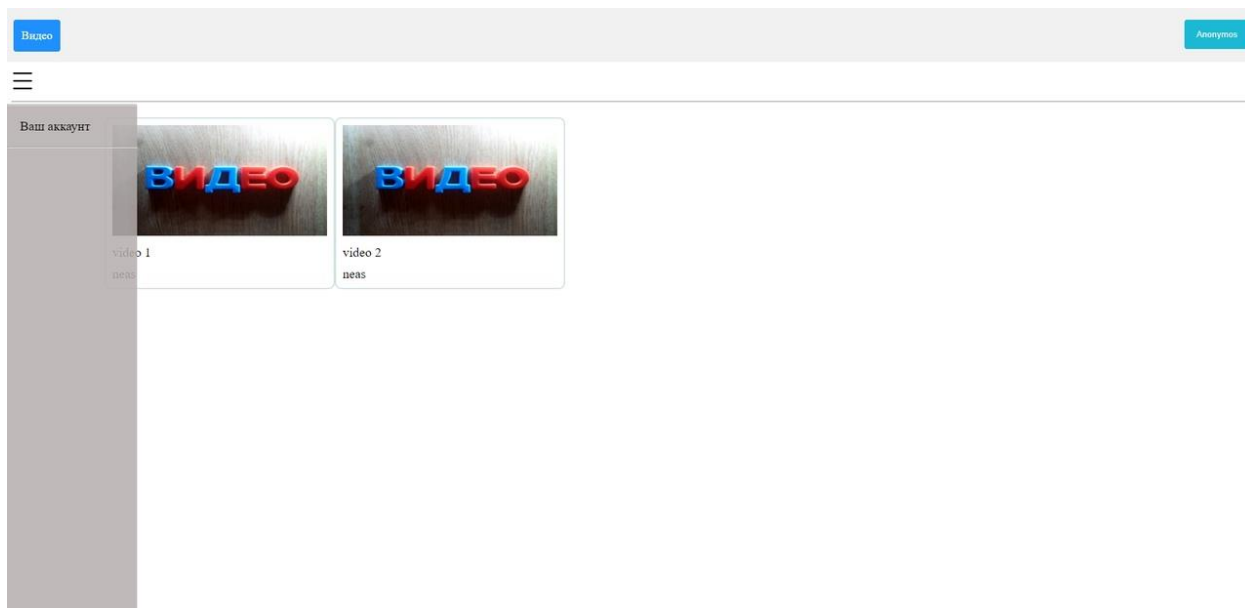 Видео
Anonymos
Ваш аккаунт
ВИДЕО
ВИДЕО
video 1
video 2
neas
neas